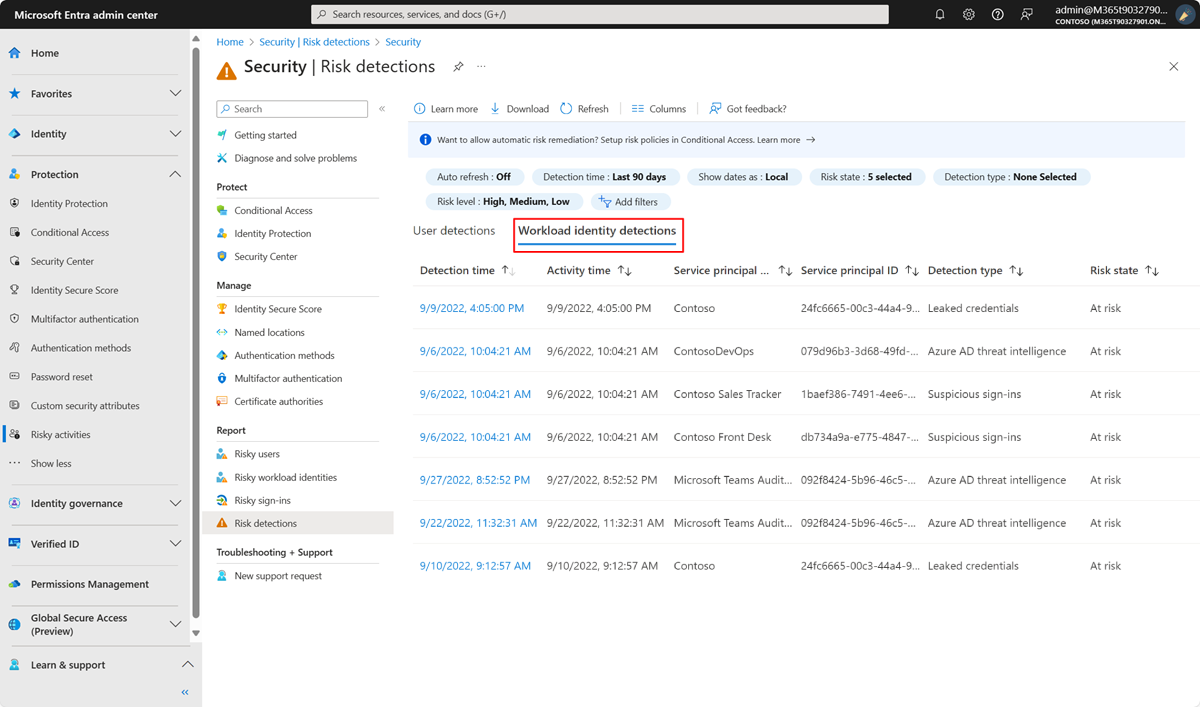 Microsoft Entra admin center
Search resources, services, and docs (G+/)
admin@M365t9032790...
CONTOSO (M365T90327901.ON...
Home
Favorites
Identity
Protection
Identity Protection
Conditional Access
Security Center
Identity Secure Score
Multifactor authentication
Authentication methods
Password reset
Custom security attributes
Risky activities
Show less
Identity governance
Verified ID
Permissions Management
Global Secure Access
(Preview)
Learn & support
Home > Security | Risk detections > Security
Security | Risk detections
Search
Getting started
Diagnose and solve problems
Protect
Conditional Access
Identity Protection
Security Center
Manage
Identity Secure Score
Named locations
Authentication methods
Multifactor authentication
Certificate authorities
Report
Risky users
Risky workload identities
Risky sign-ins
Risk detections
Troubleshooting + Support
New support request
Learn more Download Refresh Columns Got feedback?
Want to allow automatic risk remediation? Setup risk policies in Conditional Access. Learn more →
Auto refresh : Off Detection time : Last 90 days Show dates as : Local Risk state : 5 selected Detection type : None Selected
Risk level : High, Medium, Low Add filters
User detections Workload identity detections
Detection time Activity time Service principal ... Service principal ID Detection type Risk state
9/9/2022, 4:05:00 PM 9/9/2022, 4:05:00 PM Contoso 24fc6665-00c3-44a4-9... Leaked credentials At risk
9/6/2022, 10:04:21 AM 9/6/2022, 10:04:21 AM ContosoDevOps 079d96b3-3d68-49fd-... Azure AD threat intelligence At risk
9/6/2022, 10:04:21 AM 9/6/2022, 10:04:21 AM Contoso Sales Tracker 1baef386-7491-4ee6-... Suspicious sign-ins At risk
9/6/2022, 10:04:21 AM 9/6/2022, 10:04:21 AM Contoso Front Desk db734a9a-e775-4847-... Suspicious sign-ins At risk
9/27/2022, 8:52:52 PM 9/27/2022, 8:52:52 PM Microsoft Teams Audit... 092f8424-5b96-46c5-... Azure AD threat intelligence At risk
9/22/2022, 11:32:31 AM 9/22/2022, 11:32:31 AM Microsoft Teams Audit... 092f8424-5b96-46c5-... Azure AD threat intelligence At risk
9/10/2022, 9:12:57 AM 9/10/2022, 9:12:57 AM Contoso 24fc6665-00c3-44a4-9... Leaked credentials At risk